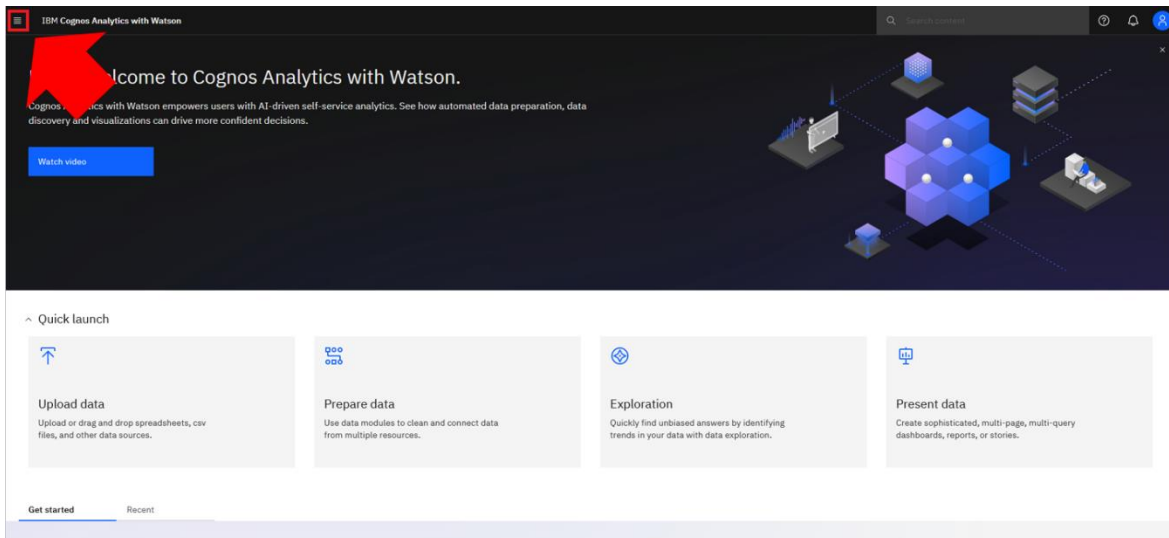 IBM Cognos Analytics with Watson
Search content
lcome to Cognos Analytics with Watson.
Cognos cs with Watson empowers users with AI-driven self-service analytics. See how automated data preparation, data
discovery and visualizations can drive more confident decisions.
Watch video
Quick launch
Upload data
Upload or drag and drop spreadsheets, csv
files, and other data sources.
Prepare data
Use data modules to clean and connect data
from multiple resources.
Exploration
Quickly find unbiased answers by identifying
trends in your data with data exploration.
Present data
Create sophisticated, multi-page, multi-query
dashboards, reports, or stories.
Get started
Recent